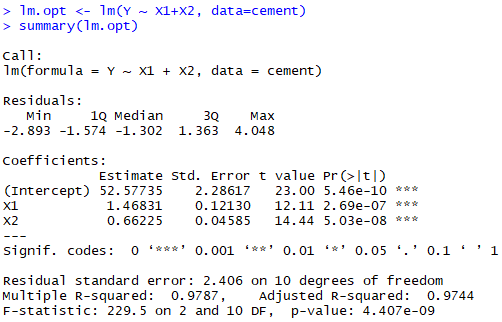 > lm.opt <- lm(Y ~ X1+X2, data=cement)
> summary(lm.opt)
Call:
lm(formula = Y ~ X1 + X2, data = cement)
Residuals:
   Min     1Q Median     3Q    Max
-2.893 -1.574 -1.302  1.363  4.048
Coefficients:
            Estimate Std. Error t value Pr(>|t|)
(Intercept) 52.57735    2.28617   23.00 5.46e-10 ***
X1           1.46831    0.12130   12.11 2.69e-07 ***
X2           0.66225    0.04585   14.44 5.03e-08 ***
---
Signif. codes:  0 ‘***’ 0.001 ‘**’ 0.01 ‘*’ 0.05 ‘.’ 0.1 ‘ ’ 1
Residual standard error: 2.406 on 10 degrees of freedom
Multiple R-squared:  0.9787,    Adjusted R-squared:  0.9744
F-statistic: 229.5 on 2 and 10 DF,  p-value: 4.407e-09